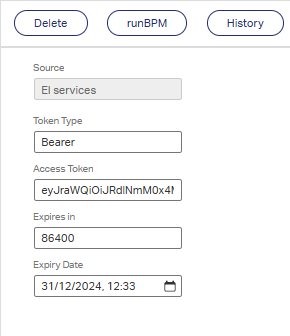 Delete runBPM History
Source
EI services
Token Type
Bearer
Access Token
eyJraWQiOiJRdlNmM0x4M
Expires in
86400
Expiry Date
31/12/2024, 12:33